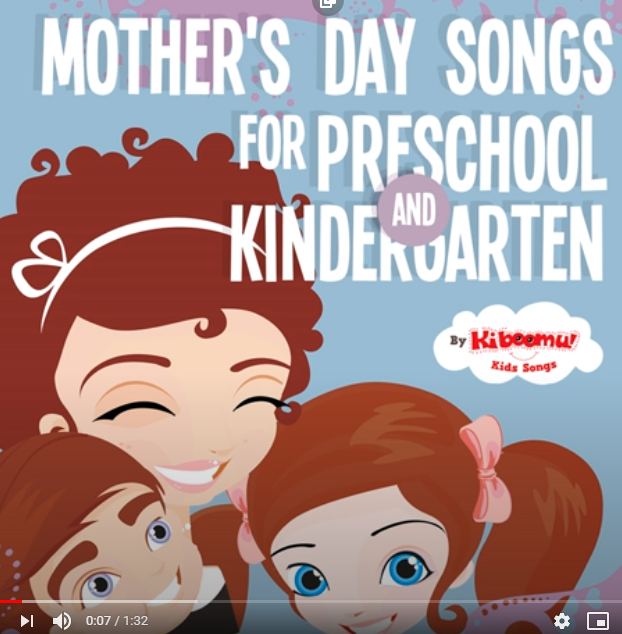 MOTHER'S DAY SONGS
FOR PRESCHOOL
AND
KINDERGARTEN
By Kiboomu!
Kids Songs
0:07 / 1:32